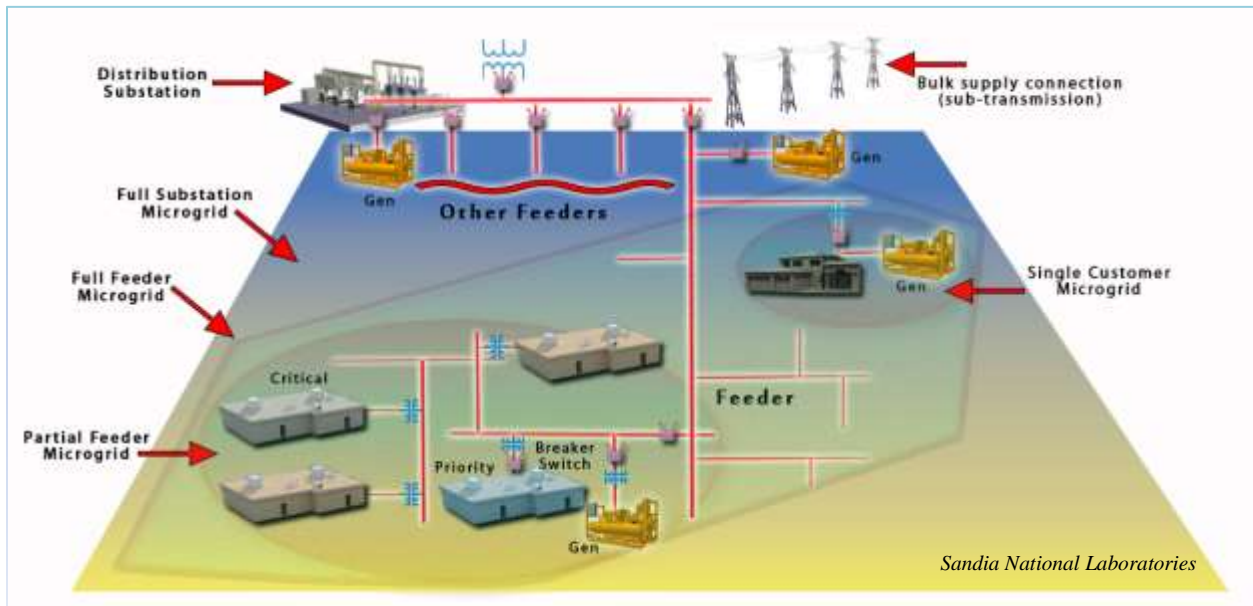 Distribution
Substation
Bulk supply connection
(sub-transmission)
Gen
Gen
Full Substation
Microgrid
Other Feeders
Full Feeder
Microgrid
Gen
Single Customer
Microgrid
Critical
Feeder
Partial Feeder
Microgrid
Breaker
Switch
Priority
Gen
Sandia National Laboratories